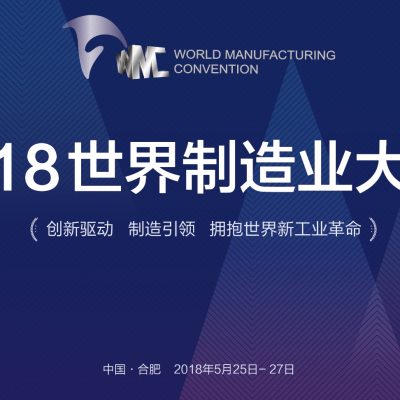 WMC WORLD MANUFACTURING
CONVENTION
18世界制造业大
(创新驱动 制造引领 拥抱世界新工业革命)
中国·合肥 2018年5月25日-27日